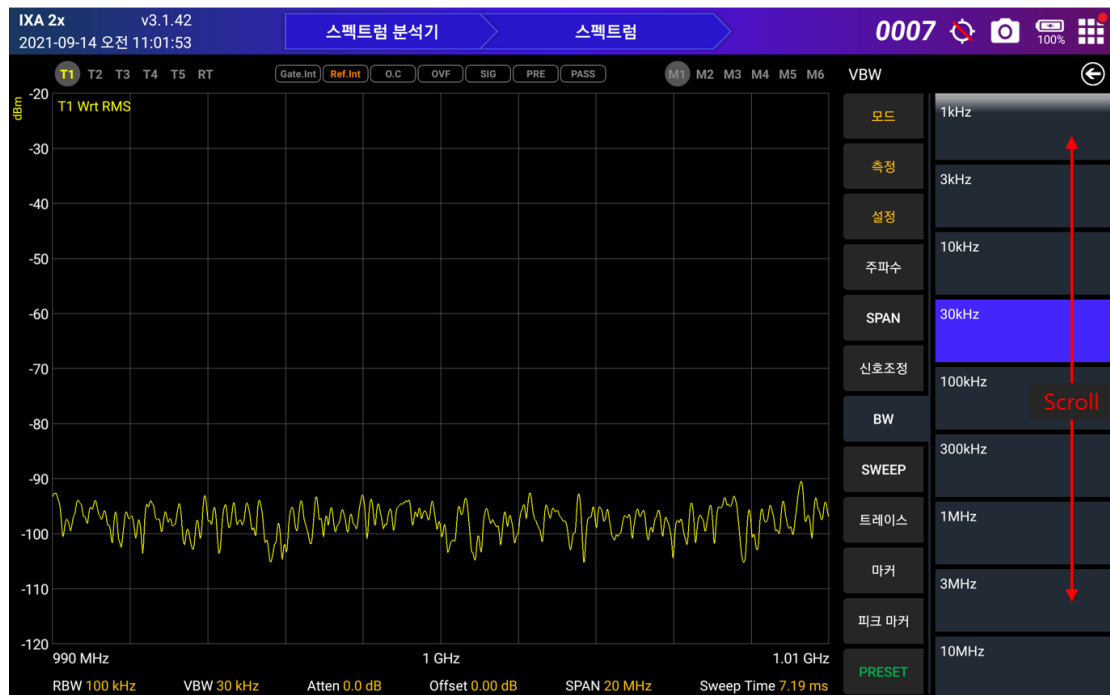 IXA 2x v3.1.42
2021-09-14 오전 11:01:53
스펙트럼 분석기
스펙트럼
0007
100%
T1 T2 T3 T4 T5 RT
Gate.Int Ref.Int O.C OVF SIG PRE PASS
M1 M2 M3 M4 M5 M6
dBm
T1 Wrt RMS
-20
-30
-40
-50
-60
-70
-80
-90
-100
-110
-120
990 MHz 1 GHz 1.01 GHz
RBW 100 kHz VBW 30 kHz Atten 0.0 dB Offset 0.00 dB SPAN 20 MHz Sweep Time 7.19 ms
VBW
모드
측정
설정
주파수
SPAN
신호조정
BW
SWEEP
트레이스
마커
피크 마커
PRESET
1kHz
3kHz
10kHz
30kHz
100kHz
Scroll
300kHz
1MHz
3MHz
10MHz